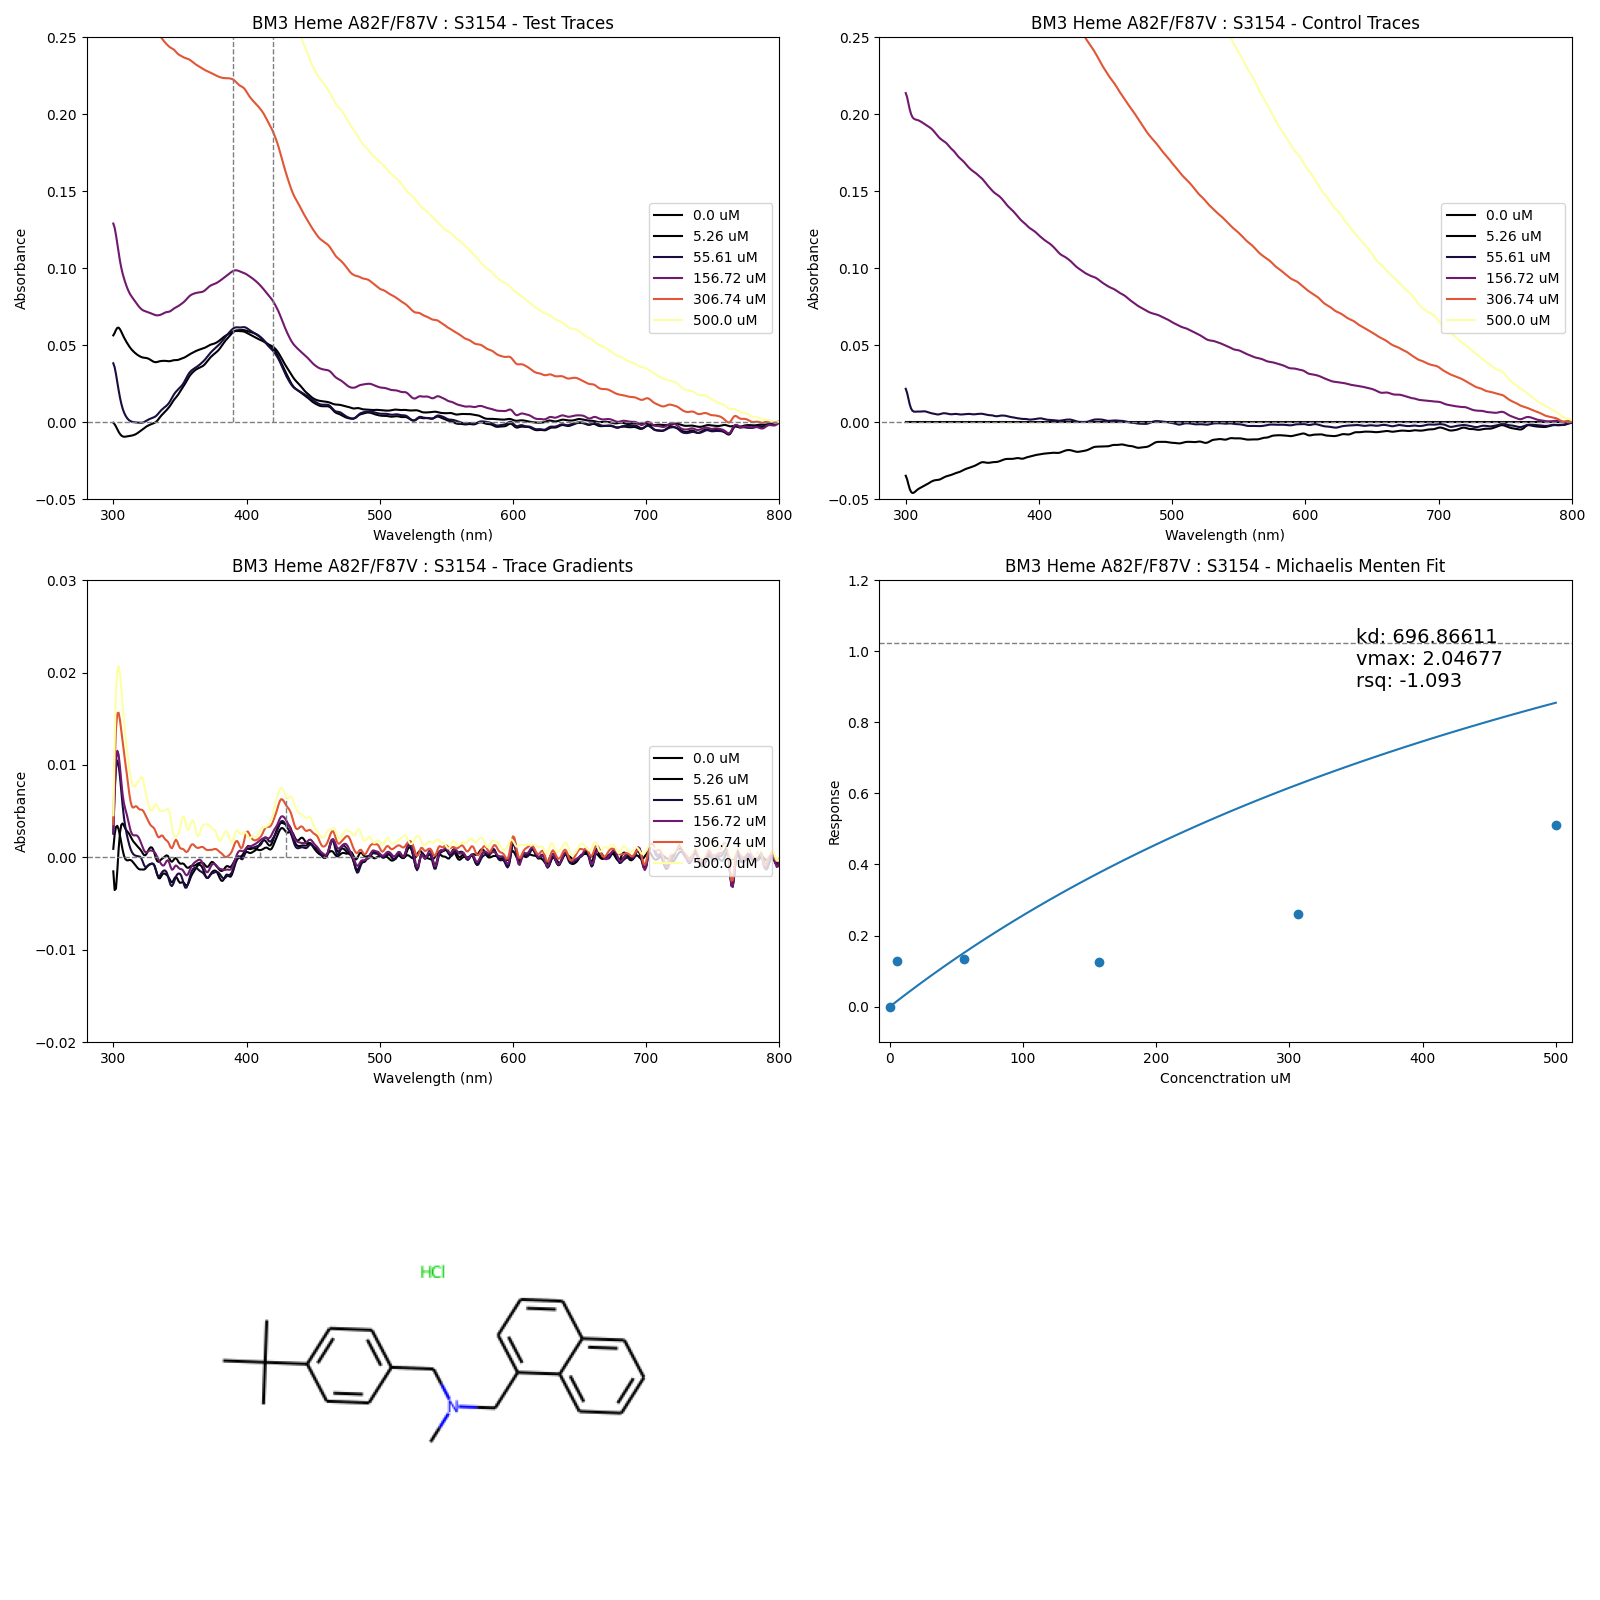 BM3 Heme A82F/F87V : S3154 - Test Traces
Absorbance
0.25
0.20
0.15
0.10
0.05
0.00
−0.05
300 400 500 600 700 800
Wavelength (nm)
0.0 uM
5.26 uM
55.61 uM
156.72 uM
306.74 uM
500.0 uM
BM3 Heme A82F/F87V : S3154 - Control Traces
Absorbance
0.25
0.20
0.15
0.10
0.05
0.00
−0.05
300 400 500 600 700 800
Wavelength (nm)
0.0 uM
5.26 uM
55.61 uM
156.72 uM
306.74 uM
500.0 uM
BM3 Heme A82F/F87V : S3154 - Trace Gradients
Absorbance
0.03
0.02
0.01
0.00
−0.01
−0.02
300 400 500 600 700 800
Wavelength (nm)
0.0 uM
5.26 uM
55.61 uM
156.72 uM
306.74 uM
500.0 uM
BM3 Heme A82F/F87V : S3154 - Michaelis Menten Fit
Response
1.2
1.0
0.8
0.6
0.4
0.2
0.0
0 100 200 300 400 500
Concenctration uM
kd: 696.86611
vmax: 2.04677
rsq: -1.093
HCl
N